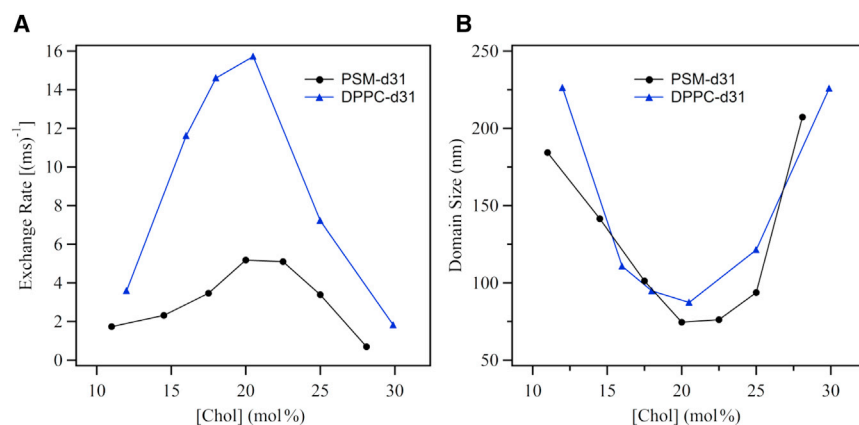 A
Exchange Rate [(ms)⁻¹]
16
14
12
10
8
6
4
2
0
PSM-d31
DPPC-d31
10 15 20 25 30
[Chol] (mol%)
B
Domain Size (nm)
250
200
150
100
50
PSM-d31
DPPC-d31
10 15 20 25 30
[Chol] (mol%)